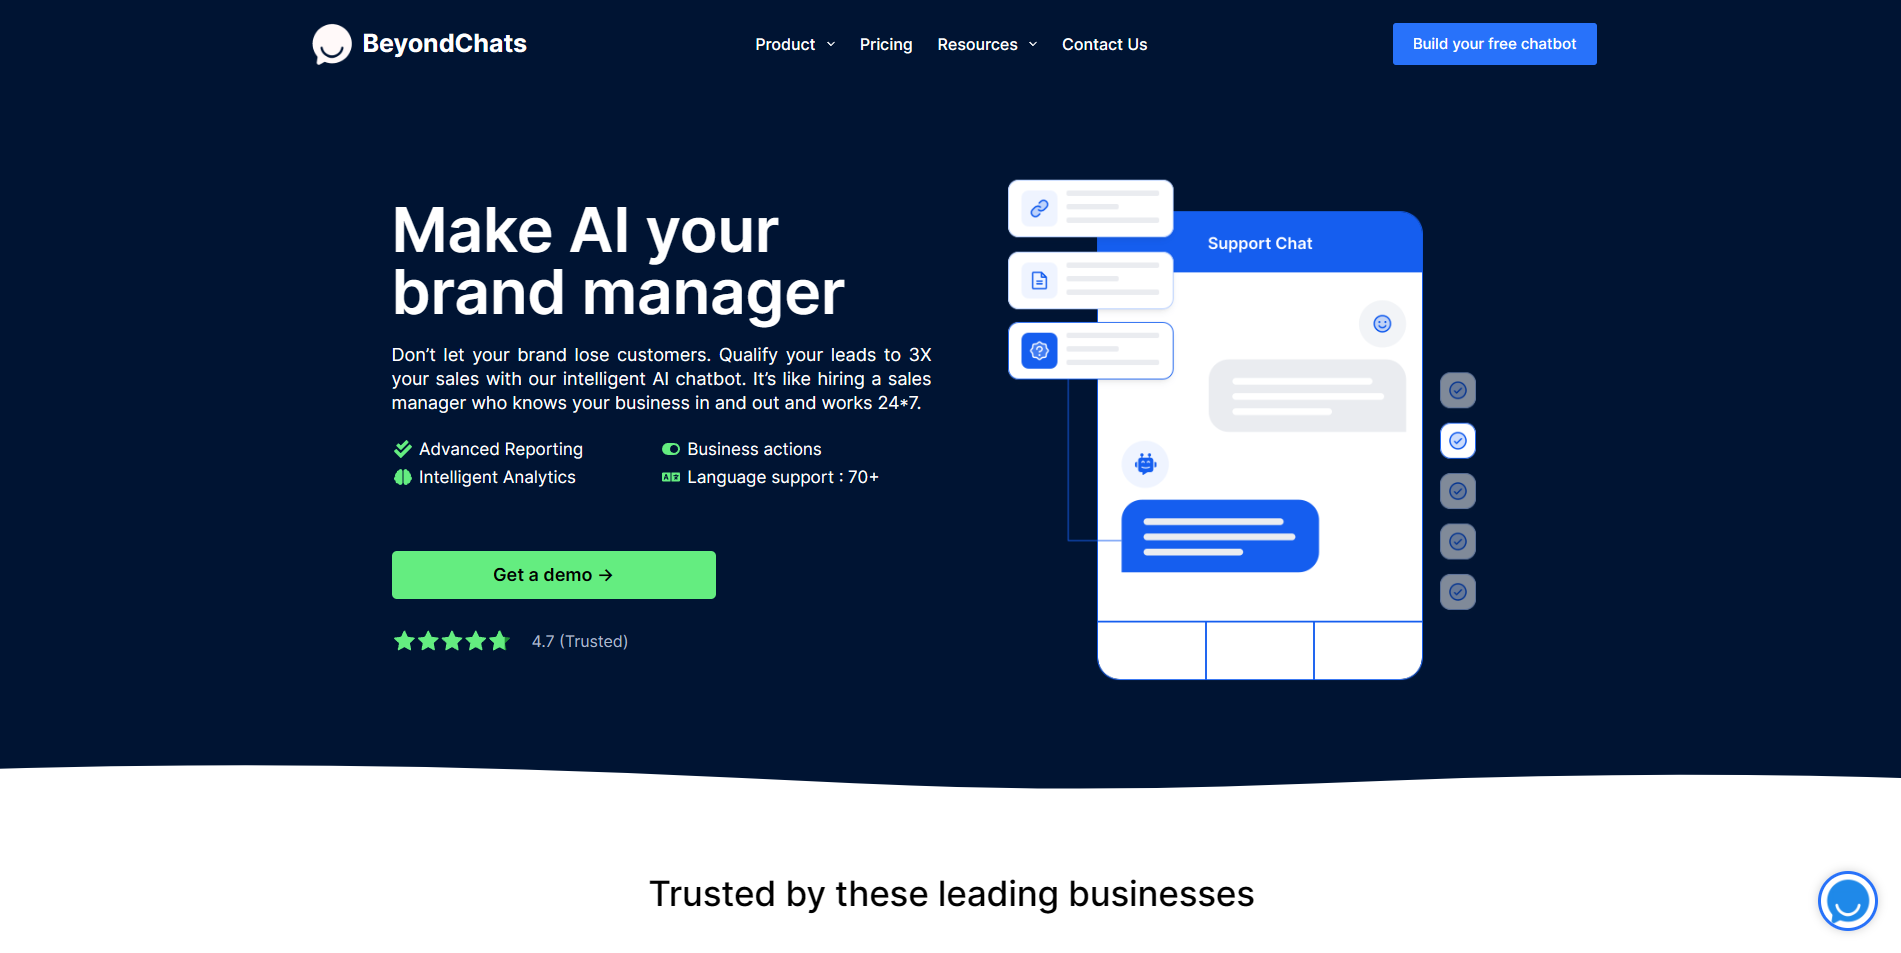 BeyondChats
Product
Pricing
Resources
Contact Us
Build your free chatbot
Make AI your
brand manager
Don’t let your brand lose customers. Qualify your leads to 3X
your sales with our intelligent AI chatbot. It’s like hiring a sales
manager who knows your business in and out and works 24*7.
Advanced Reporting
Business actions
Intelligent Analytics
Language support : 70+
Get a demo →
4.7 (Trusted)
Support Chat
Trusted by these leading businesses